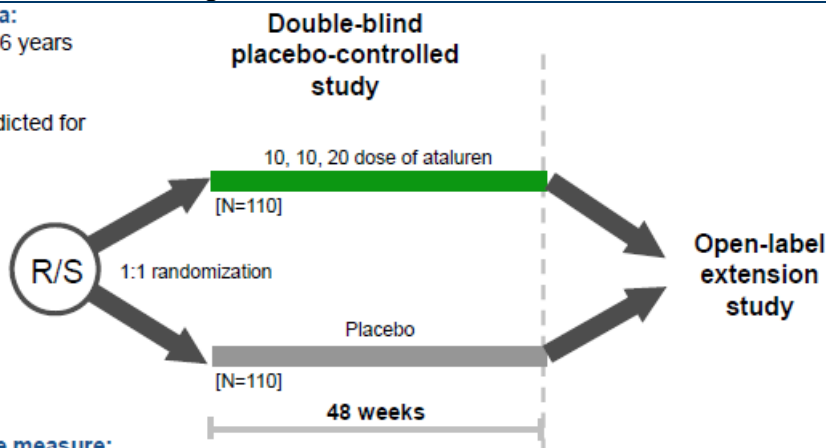 a:
6 years
dicted for
Double-blind
placebo-controlled
study
10, 10, 20 dose of ataluren
[N=110]
R/S
1:1 randomization
Placebo
[N=110]
48 weeks
Open-label
extension
study
e measure: